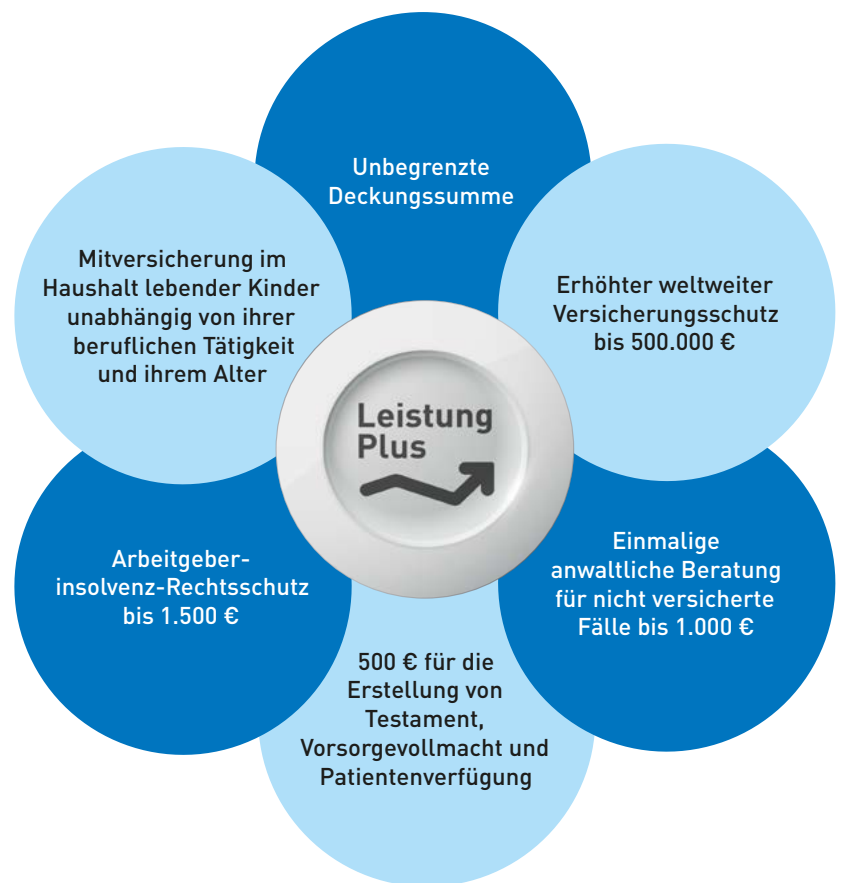 Unbegrenzte
Deckungssumme
Erhöhter weltweiter
Versicherungsschutz
bis 500.000 €
Einmalige
anwaltliche Beratung
für nicht versicherte
Fälle bis 1.000 €
500 € für die
Erstellung von
Testament,
Vorsorgevollmacht und
Patientenverfügung
Arbeitgeber-
insolvenz-Rechtsschutz
bis 1.500 €
Mitversicherung im
Haushalt lebender Kinder
unabhängig von ihrer
beruflichen Tätigkeit
und ihrem Alter
Leistung
Plus